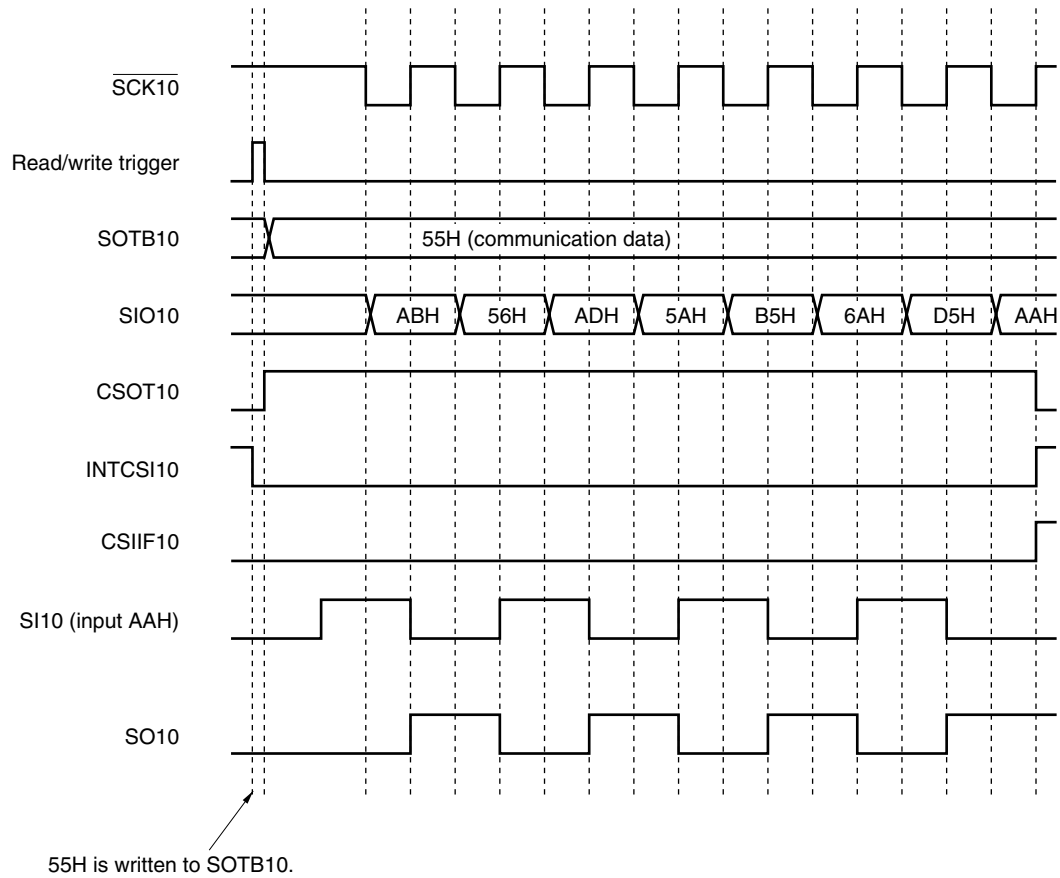 SCK10
Read/write trigger
SOTB10
55H (communication data)
SIO10
ABH 56H ADH 5AH B5H 6AH D5H AAH
CSOT10
INTCSI10
CSIIF10
SI10 (input AAH)
SO10
55H is written to SOTB10.